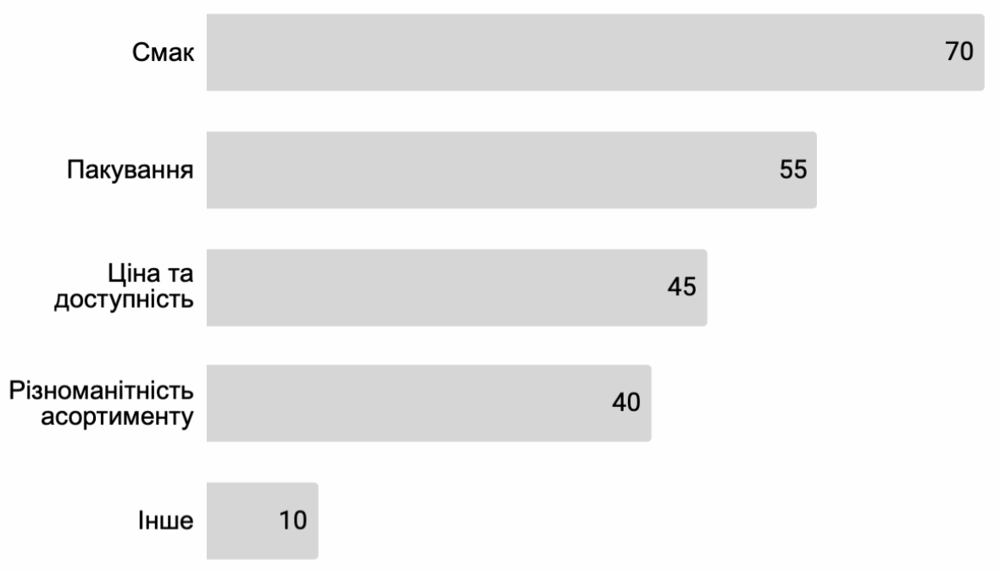 Смак
70
Пакування
55
Ціна та
доступність
45
Різноманітність
асортименту
40
Інше
10